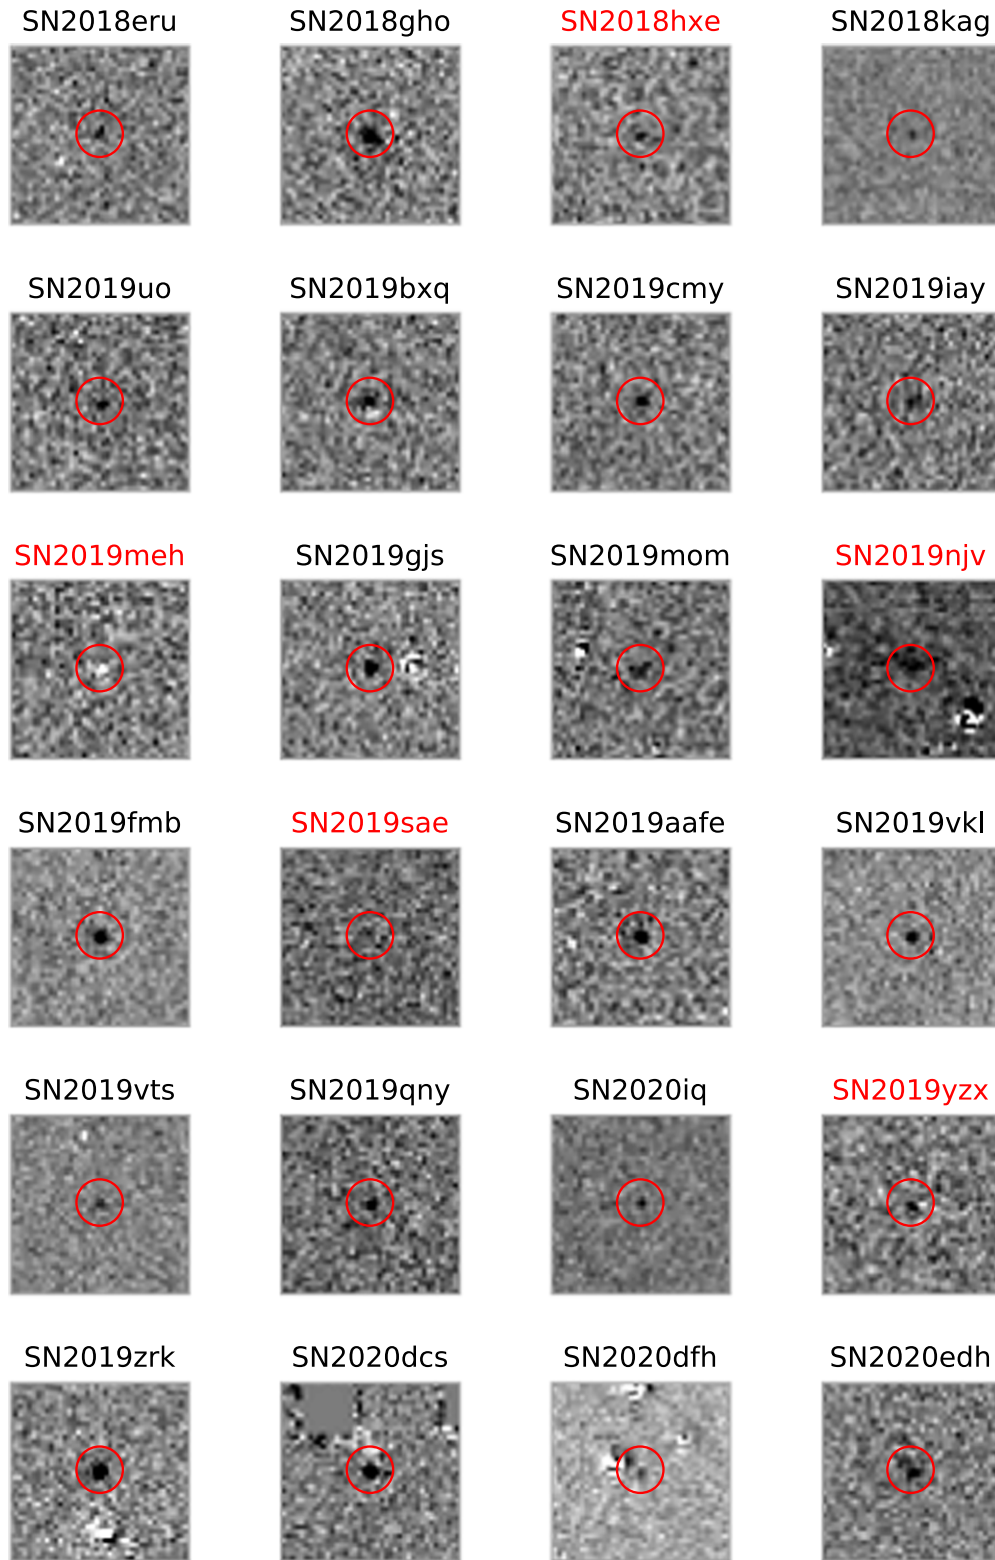 SN2018eru SN2018gho SN2018hxe SN2018kag
SN2019uo SN2019bxq SN2019cmy SN2019iay
SN2019meh SN2019gjs SN2019mom SN2019njv
SN2019fmb SN2019sae SN2019aafe SN2019vkl
SN2019vts SN2019qny SN2020iq SN2019yzx
SN2019zrk SN2020dcs SN2020dfh SN2020edh